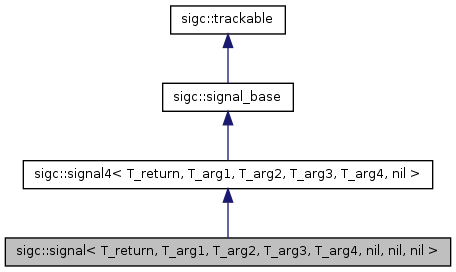 sigc::trackable
sigc::signal_base
sigc::signal4< T_return, T_arg1, T_arg2, T_arg3, T_arg4, nil >
sigc::signal< T_return, T_arg1, T_arg2, T_arg3, T_arg4, nil, nil, nil >